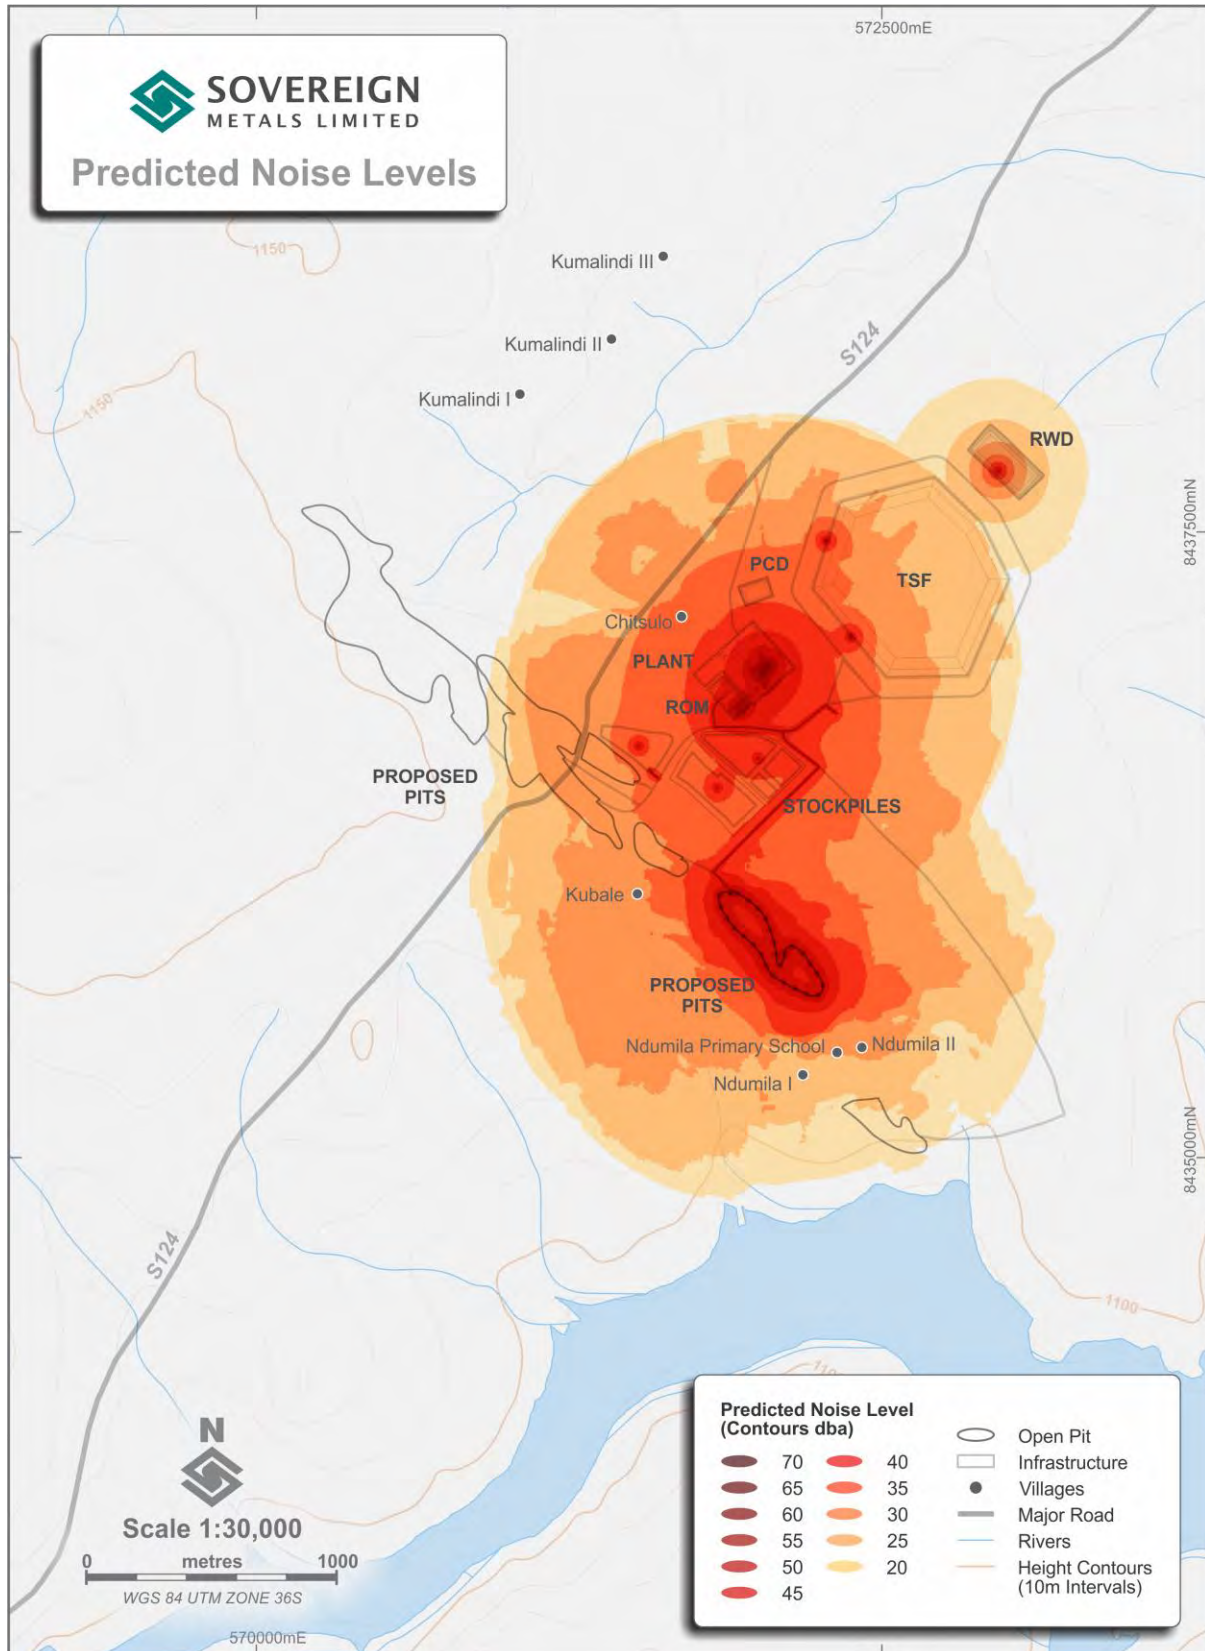 572500mE
SOVEREIGN
METALS LIMITED
Predicted Noise Levels
1150
Kumalindi III
Kumalindi II
S124
Kumalindi I
1150
RWD
8437500mN
PCD
TSF
Chitsulo
PLANT
ROM
PROPOSED
PITS
STOCKPILES
Kubale
PROPOSED
PITS
Ndumila Primary School
Ndumila II
Ndumila I
8435000mN
S124
1100
N
Scale 1:30,000
0 metres 1000
WGS 84 UTM ZONE 36S
570000mE
Predicted Noise Level
(Contours dba)
70
65
60
55
50
45
40
35
30
25
20
Open Pit
Infrastructure
Villages
Major Road
Rivers
Height Contours
(10m Intervals)